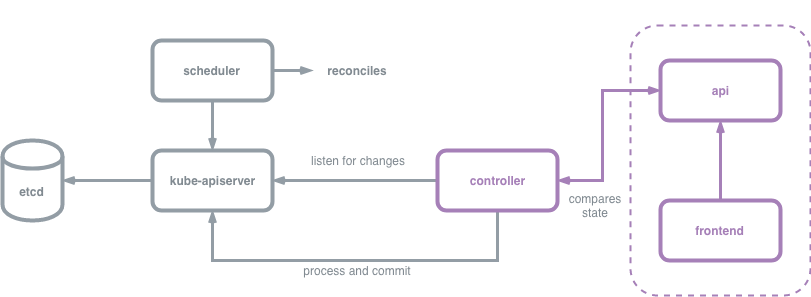 scheduler
reconciles
api
listen for changes
etcd
kube-apiserver
controller
compares
state
frontend
process and commit